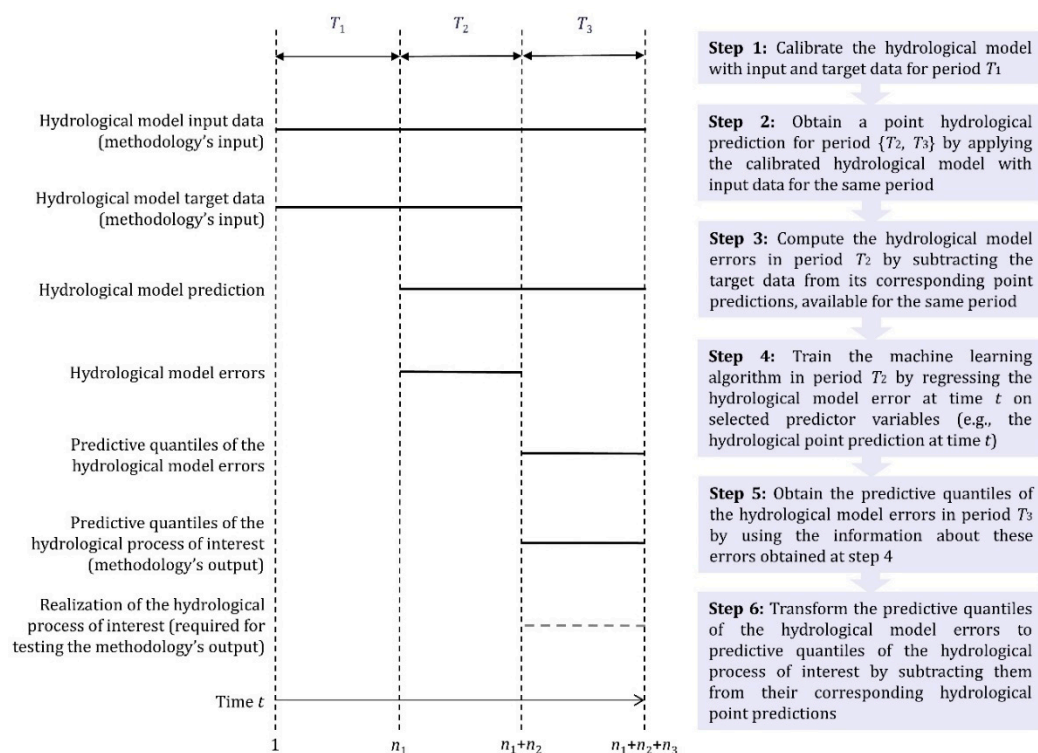 T₁ T₂ T₃
Hydrological model input data
(methodology's input)
Hydrological model target data
(methodology's input)
Hydrological model prediction
Hydrological model errors
Predictive quantiles of the
hydrological model errors
Predictive quantiles of the
hydrological process of interest
(methodology's output)
Realization of the hydrological
process of interest (required for
testing the methodology's output)
Time t
1 n₁ n₁+n₂ n₁+n₂+n₃
Step 1: Calibrate the hydrological model
with input and target data for period T₁
Step 2: Obtain a point hydrological
prediction for period {T₂, T₃} by applying
the calibrated hydrological model with
input data for the same period
Step 3: Compute the hydrological model
errors in period T₂ by subtracting the
target data from its corresponding point
predictions, available for the same period
Step 4: Train the machine learning
algorithm in period T₂ by regressing the
hydrological model error at time t on
selected predictor variables (e.g., the
hydrological point prediction at time t)
Step 5: Obtain the predictive quantiles of
the hydrological model errors in period T₃
by using the information about these
errors obtained at step 4
Step 6: Transform the predictive quantiles
of the hydrological model errors to
predictive quantiles of the hydrological
process of interest by subtracting them
from their corresponding hydrological
point predictions